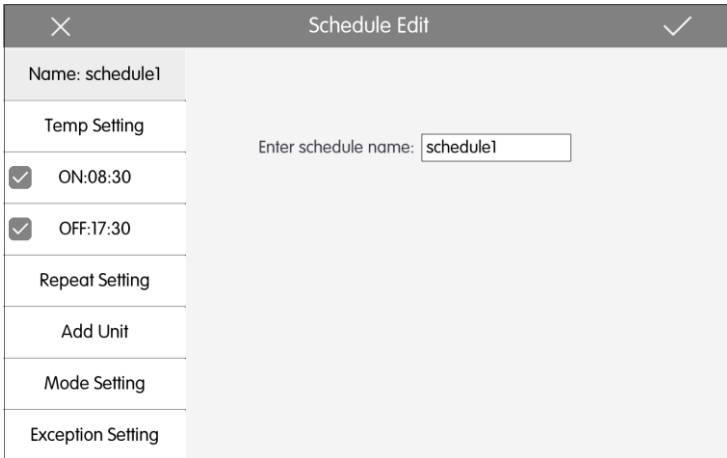 Schedule Edit
Name: schedule1
Temp Setting
ON:08:30
OFF:17:30
Repeat Setting
Add Unit
Mode Setting
Exception Setting
Enter schedule name: schedule1